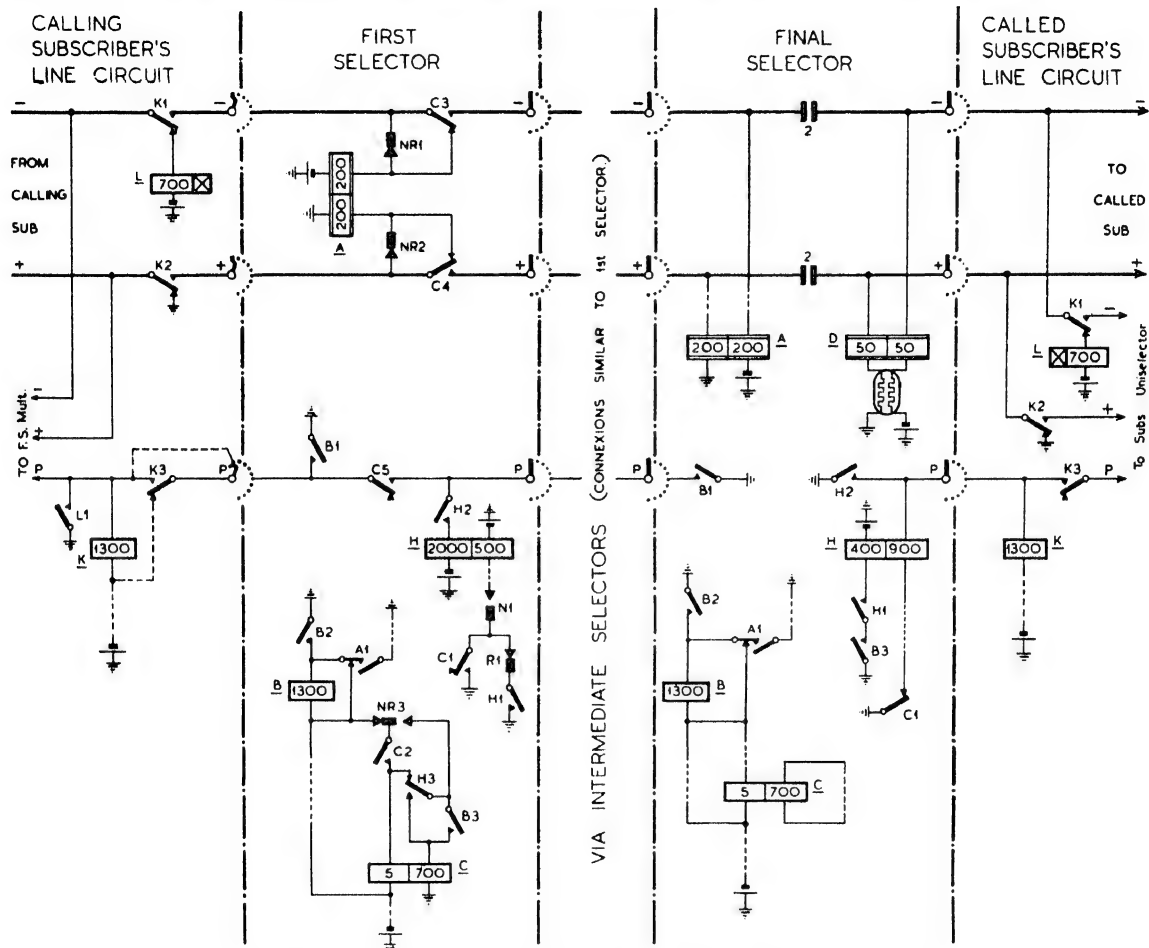 CALLING
SUBSCRIBER'S
LINE CIRCUIT
FIRST
SELECTOR
FINAL
SELECTOR
CALLED
SUBSCRIBER'S
LINE CIRCUIT
− K1 − C3 − − 2 − −
FROM
CALLING
SUB
L 700
200 200
A
NR1
NR2
TO
CALLED
SUB
+ K2 + C4 + + 2 + +
200 200 A
D 50 50
K1 −
L 700
K2 +
TO F.S. Mult.
− +
To Subs Uniselector
P K3 P B1 C5 P P B1 H2 P K3 P
L1
1300
K
H2
H 2000 500
H 400 900
1300 K
B2
A1
B 1300
N1
C1
R1
H1
NR3
C2
H3
B3
5 700 C
VIA INTERMEDIATE SELECTORS (CONNEXIONS SIMILAR TO 1st SELECTOR.)
B2
A1
B 1300
H1
B3
C1
5 700 C